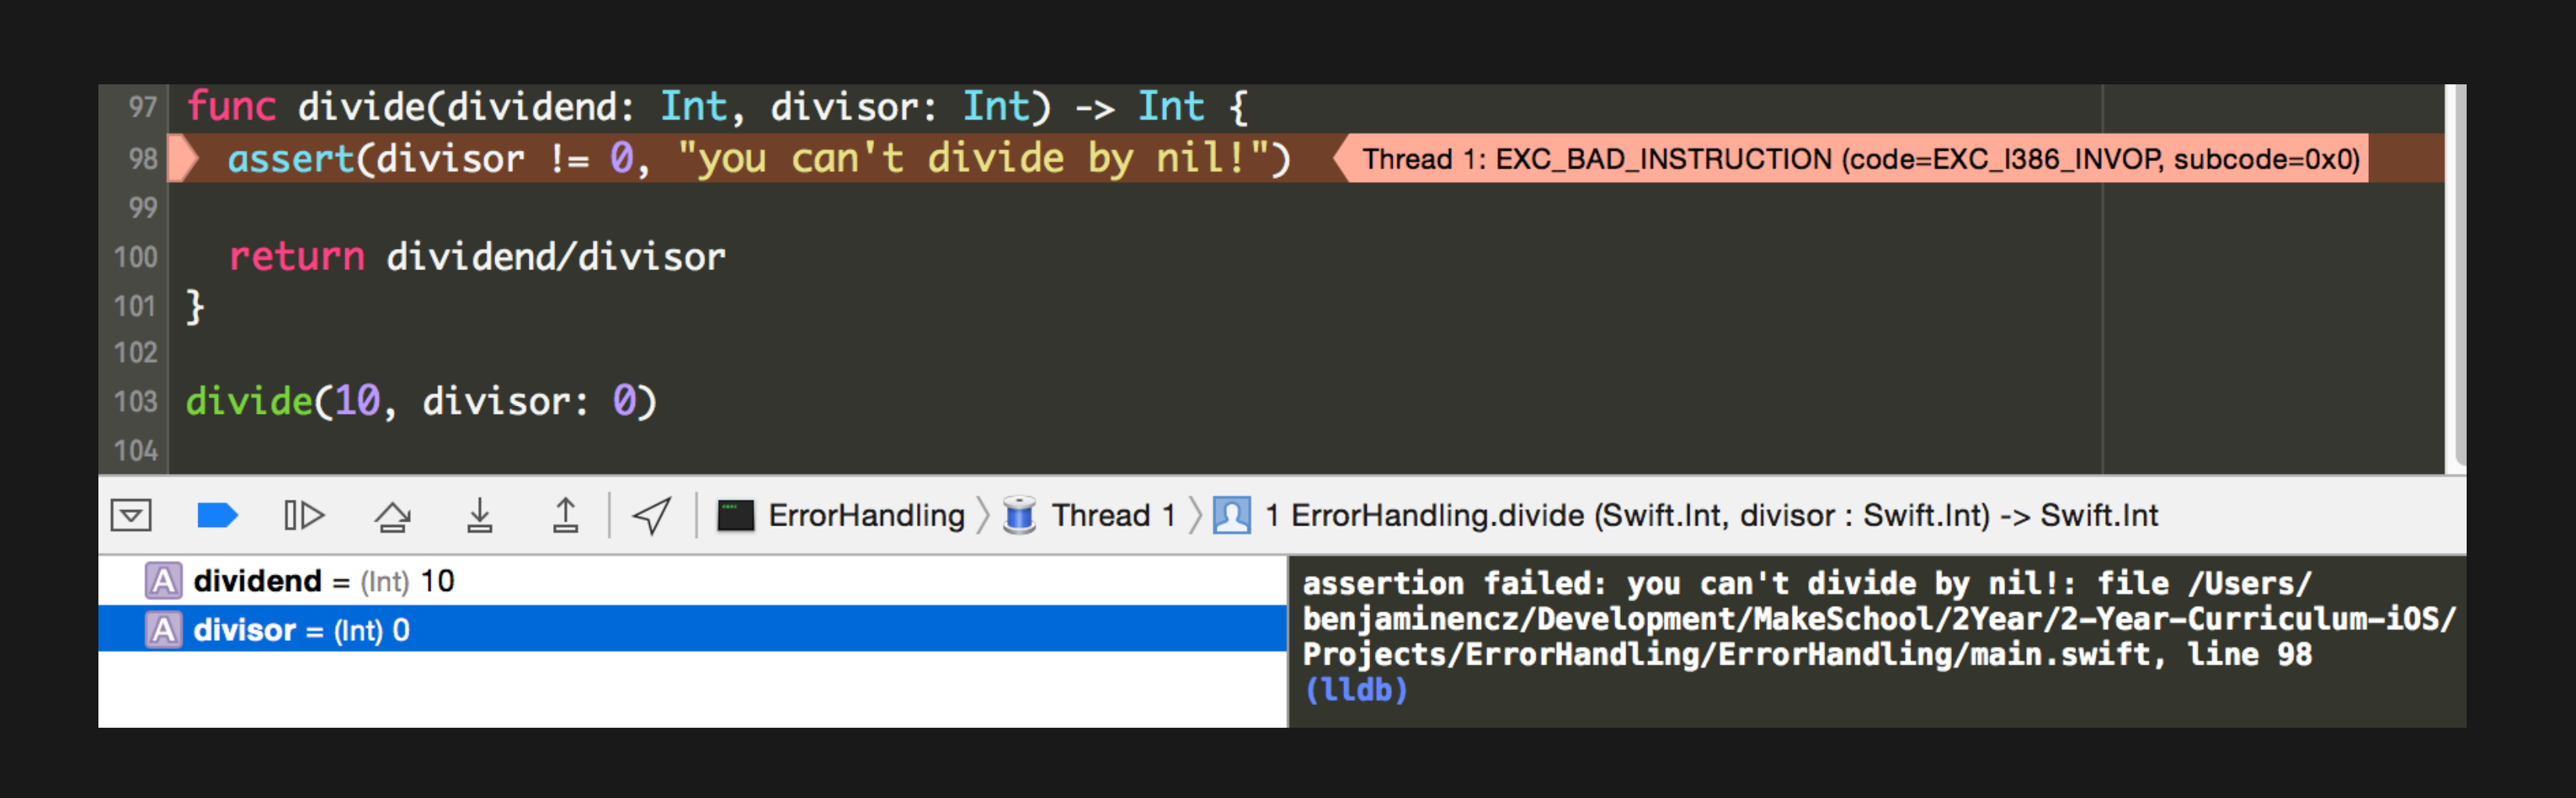 97 func divide(dividend: Int, divisor: Int) -> Int {
98 assert(divisor != 0, "you can't divide by nil!") Thread 1: EXC_BAD_INSTRUCTION (code=EXC_I386_INVOP, subcode=0x0)
99
100 return dividend/divisor
101 }
102
103 divide(10, divisor: 0)
104
ErrorHandling 〉 Thread 1 〉 1 ErrorHandling.divide (Swift.Int, divisor : Swift.Int) -> Swift.Int
A dividend = (Int) 10
A divisor = (Int) 0
assertion failed: you can't divide by nil!: file /Users/
benjaminencz/Development/MakeSchool/2Year/2-Year-Curriculum-iOS/
Projects/ErrorHandling/ErrorHandling/main.swift, line 98
(lldb)